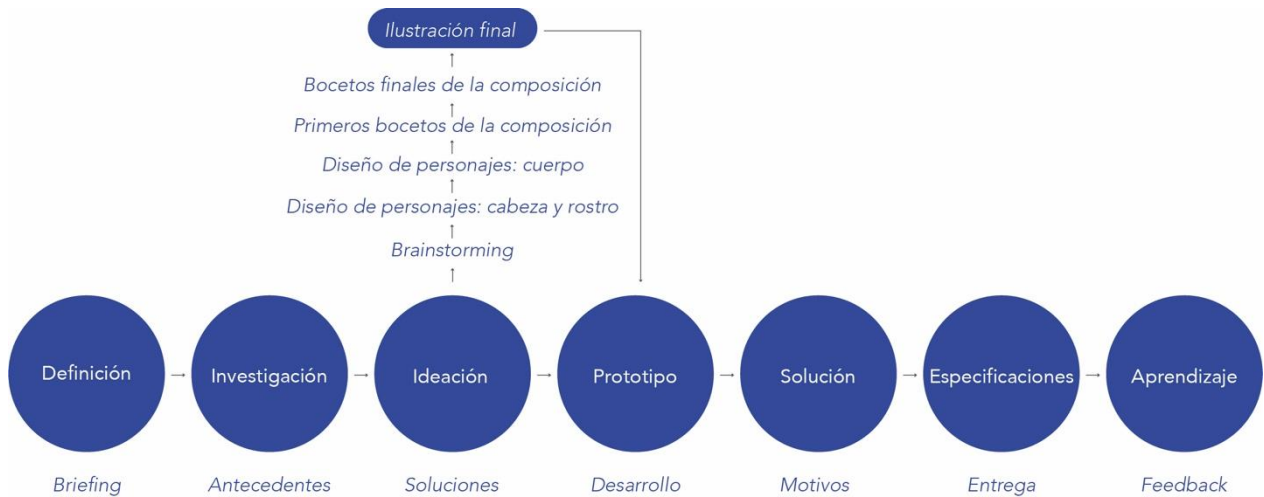 Ilustración final
Bocetos finales de la composición
Primeros bocetos de la composición
Diseño de personajes: cuerpo
Diseño de personajes: cabeza y rostro
Brainstorming
Definición
Investigación
Ideación
Prototipo
Solución
Especificaciones
Aprendizaje
Briefing
Antecedentes
Soluciones
Desarrollo
Motivos
Entrega
Feedback